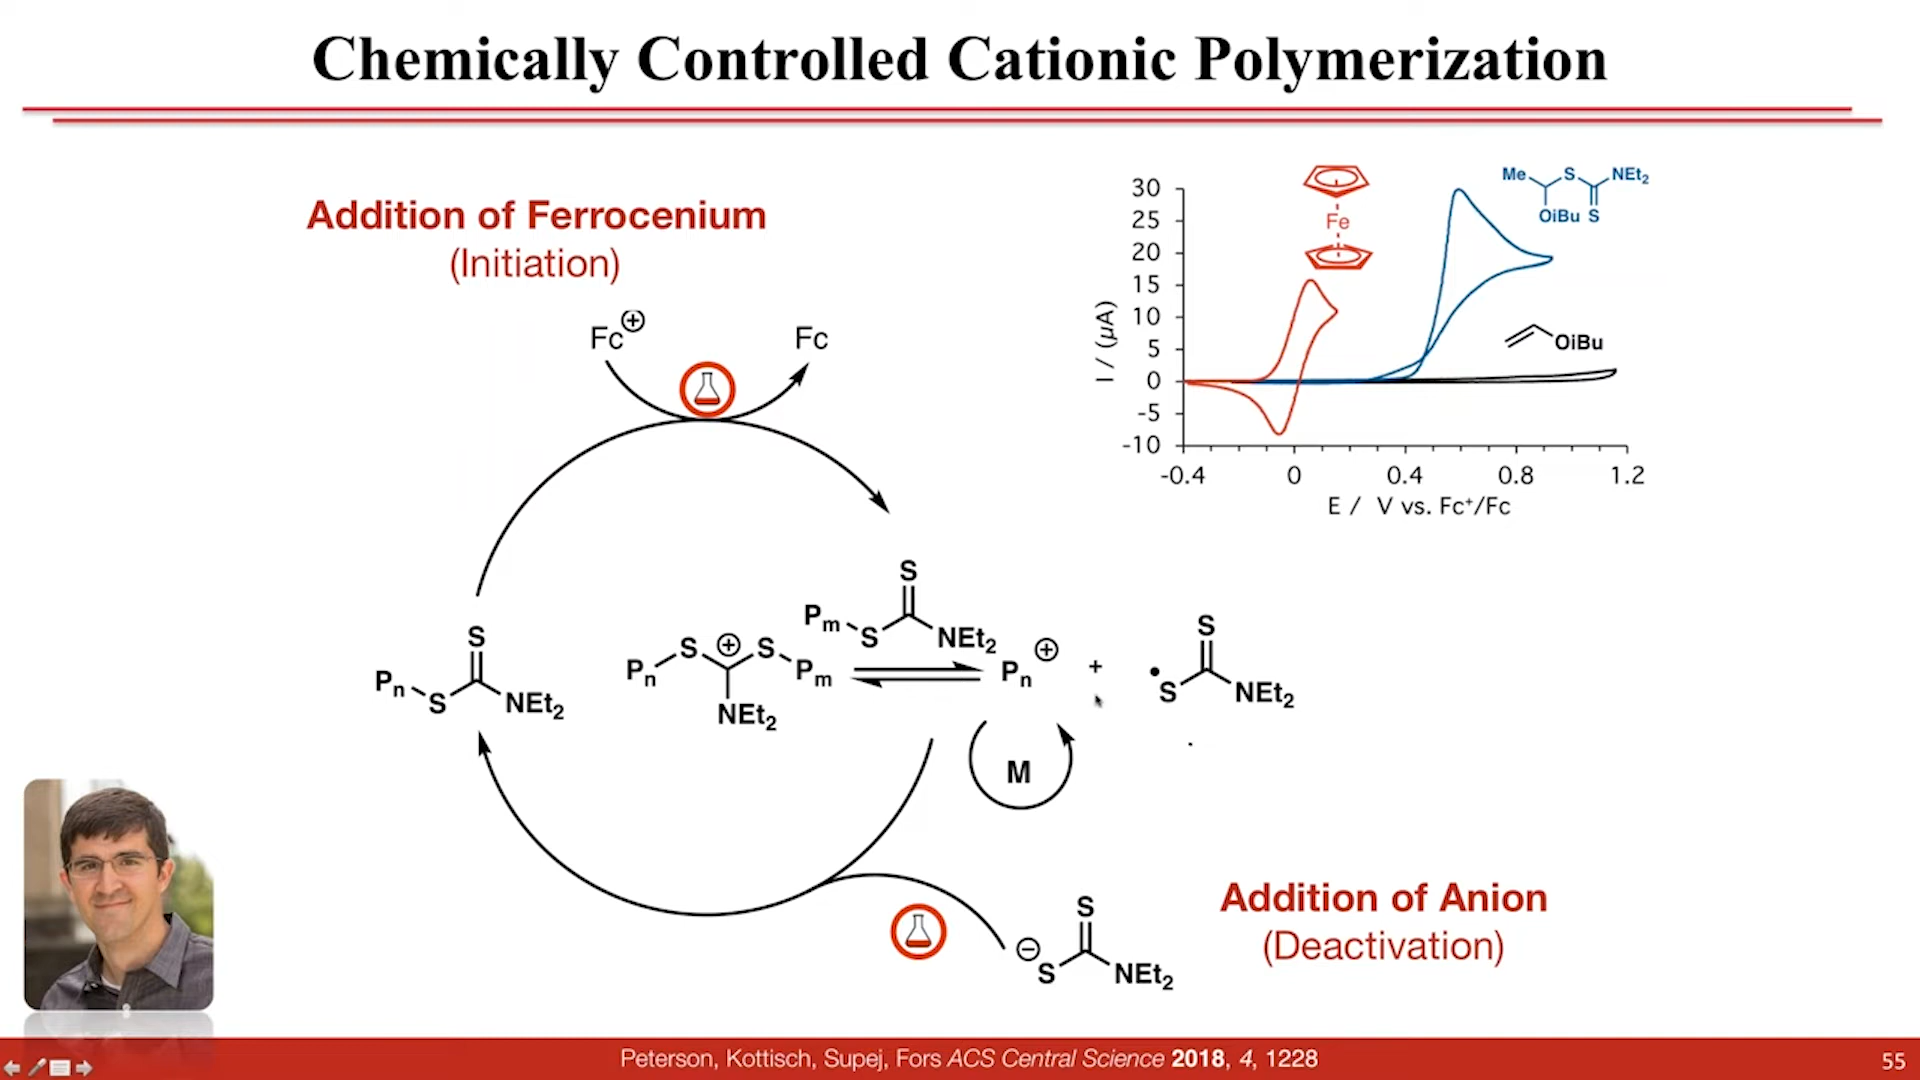 Chemically Controlled Cationic Polymerization
Addition of Ferrocenium
(Initiation)
Fc⊕
Fc
30
25
20
15
10
5
0
-5
-10
I / (μA)
-0.4 0 0.4 0.8 1.2
E / V vs. Fc⁺/Fc
Fe
Me S NEt₂
OiBu S
OiBu
S
Pₙ S NEt₂
Pₙ S ⊕ S Pₘ
NEt₂
S
Pₘ S NEt₂
Pₙ ⊕
+
S
• S NEt₂
M
S
⊖ S NEt₂
Addition of Anion
(Deactivation)
Peterson, Kottisch, Supej, Fors ACS Central Science 2018, 4, 1228
55